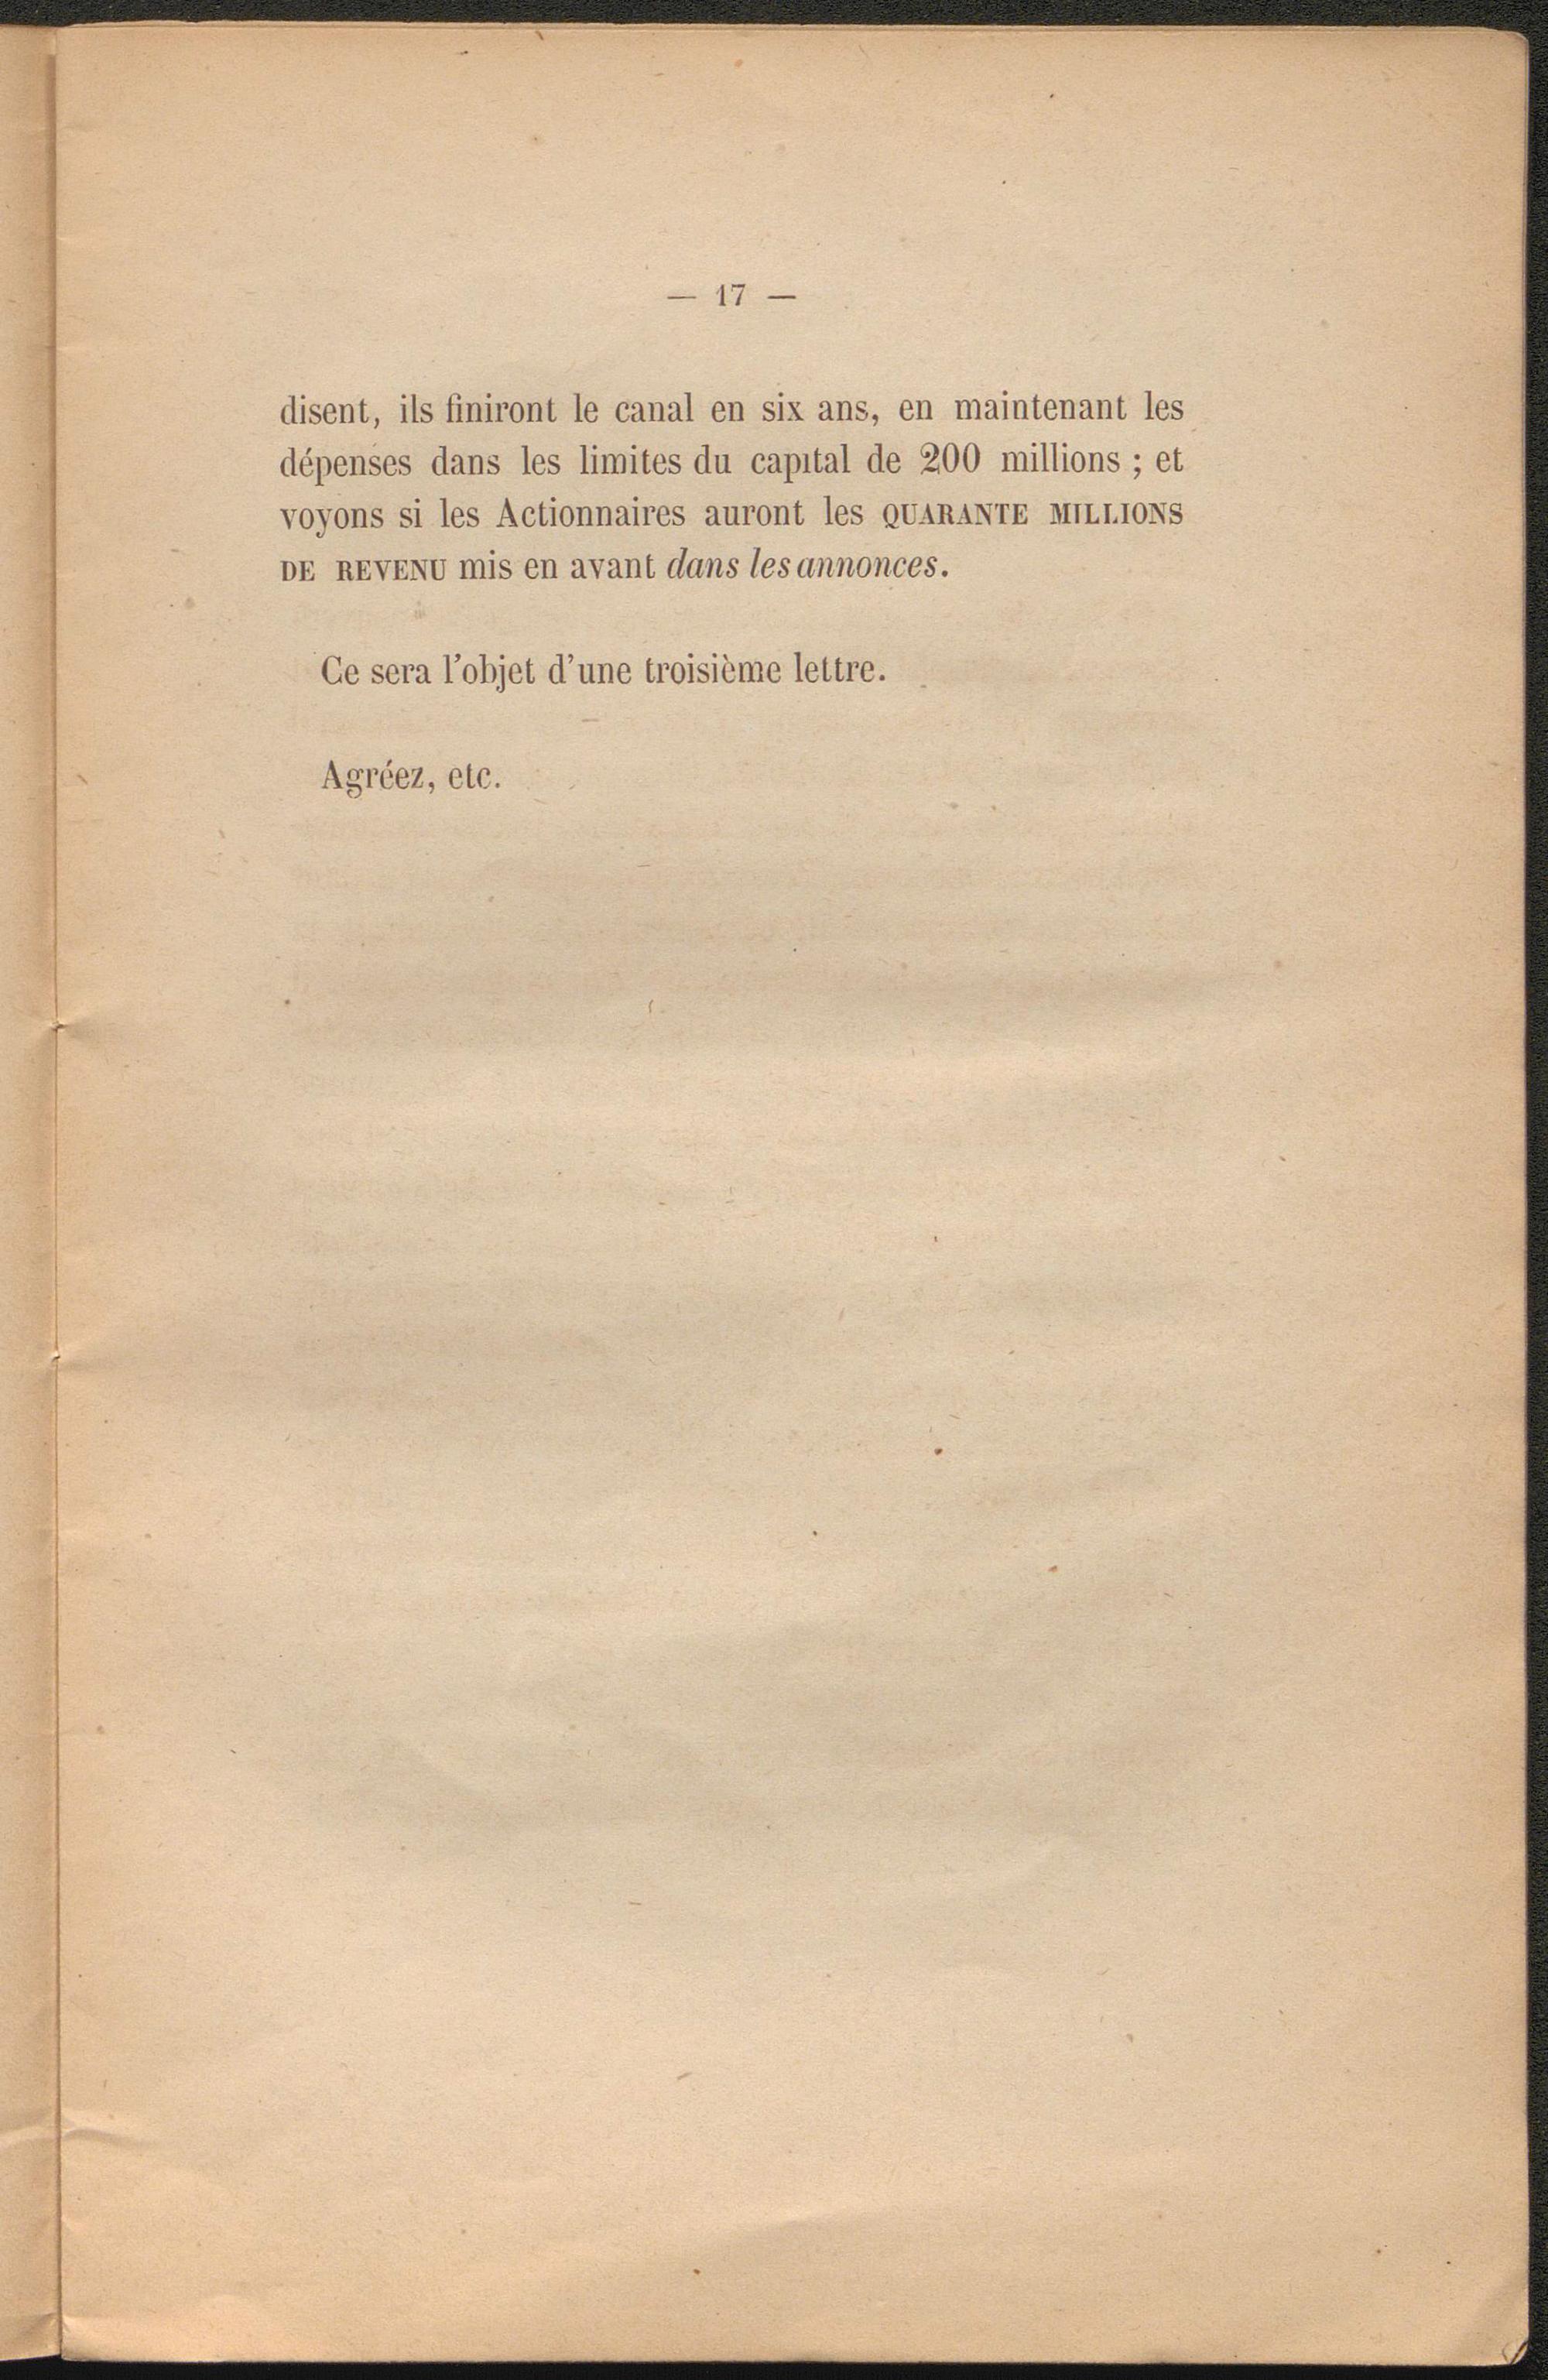 — 17 —
disent, ils finiront le canal en six ans, en maintenant les
dépenses dans les limites du capital de 200 millions ; et
voyons si les Actionnaires auront les QUARANTE MILLIONS
DE REVENU mis en avant dans les annonces.
Ce sera l'objet d'une troisième lettre.
Agréez, etc.